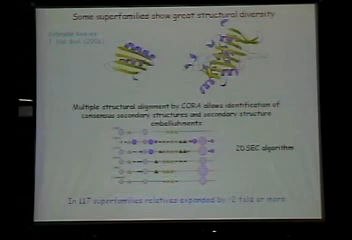 Some superfamilies show great structural diversity
Multiple structural alignment by CORA allows identification of
consensus secondary structures and secondary structure
embellishments
2DSEC algorithm
In 117 superfamilies relatives expanded by 2 fold or more